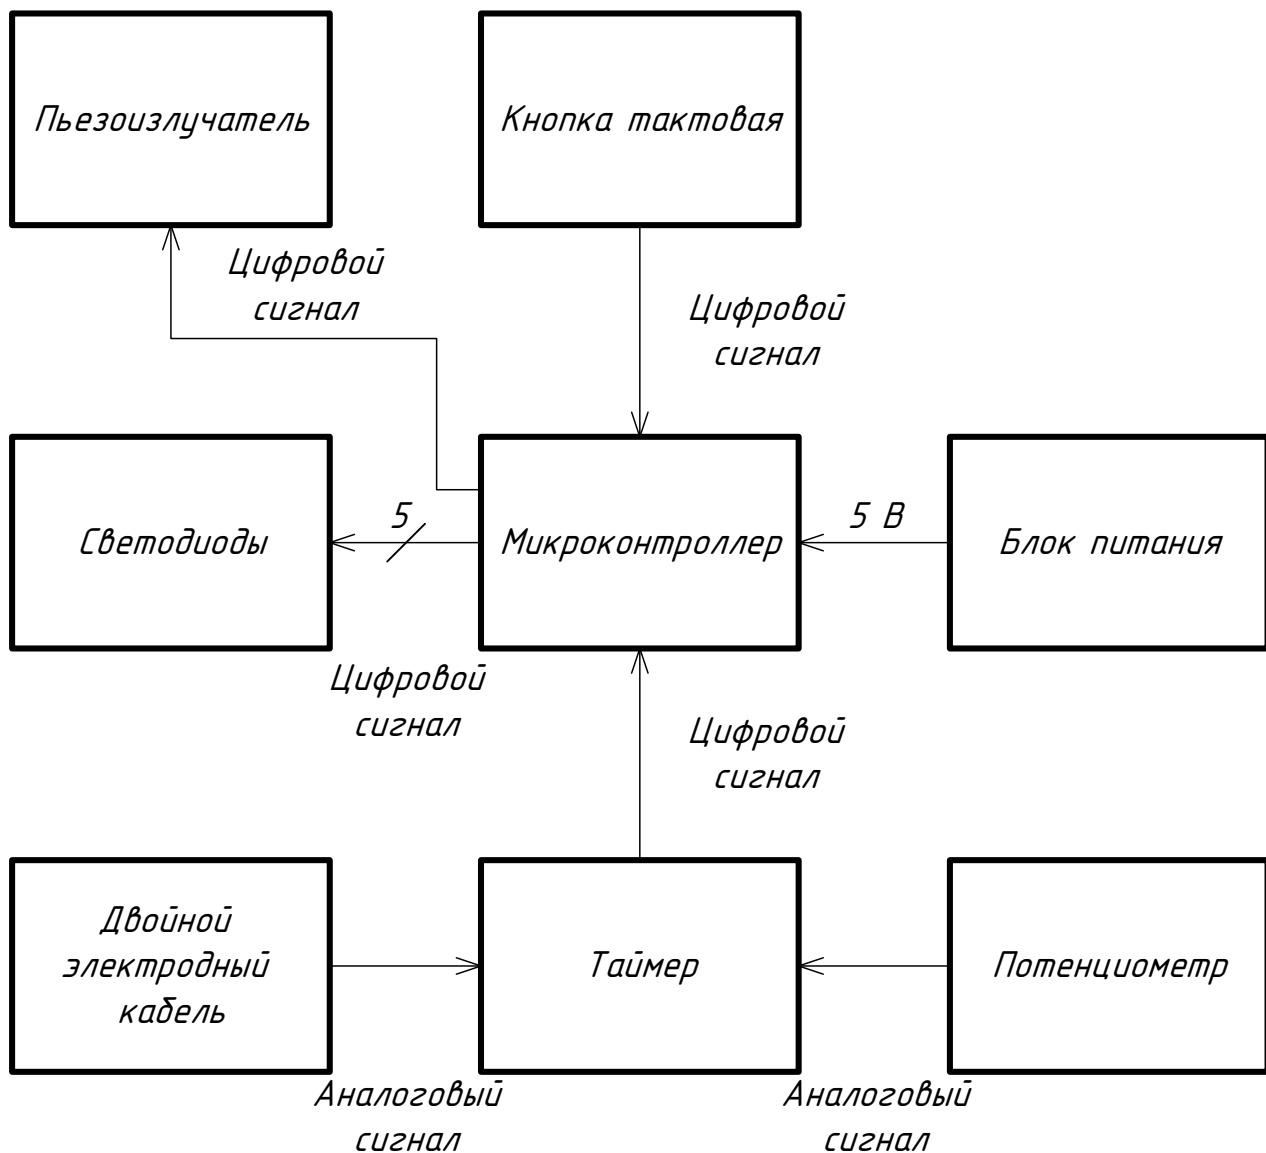 Пьезоизлучатель
Кнопка тактовая
Цифровой
сигнал
Цифровой
сигнал
Светодиоды
5
Микроконтроллер
5 В
Блок питания
Цифровой
сигнал
Цифровой
сигнал
Двойной
электродный
кабель
Таймер
Потенциометр
Аналоговый
сигнал
Аналоговый
сигнал